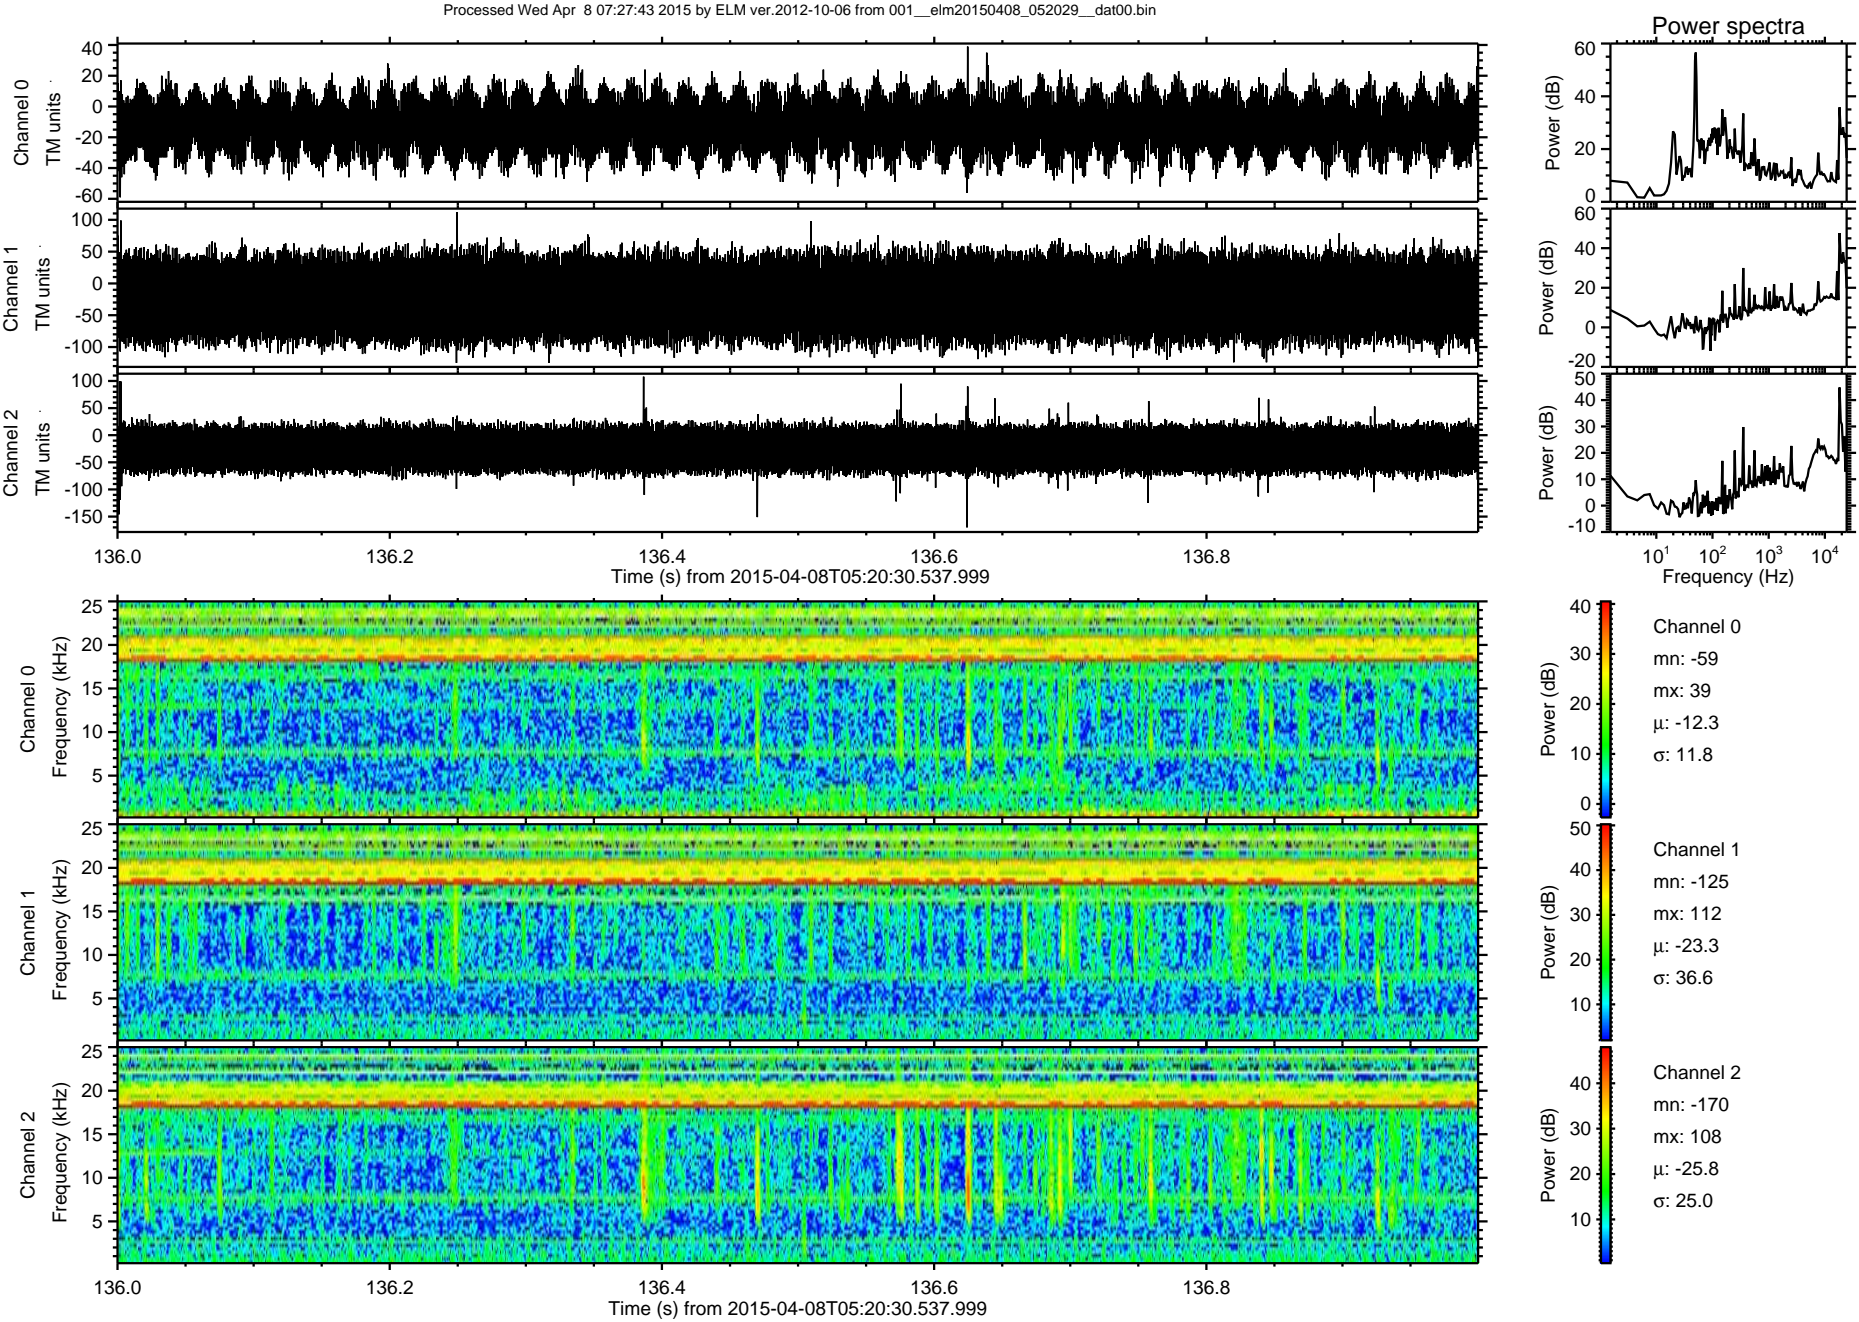 Processed Wed Apr  8 07:27:43 2015 by ELM ver.2012-10-06 from 001__elm20150408_052029__dat00.bin
Power spectra
Channel 0
TM units
40
20
0
-20
-40
-60
Power (dB)
60
40
20
0
Channel 1
TM units
100
50
0
-50
-100
Power (dB)
60
40
20
0
-20
Channel 2
TM units
100
50
0
-50
-100
-150
Power (dB)
50
40
30
20
10
0
-10
136.0 136.2 136.4 136.6 136.8
Time (s) from 2015-04-08T05:20:30.537.999
10¹ 10² 10³ 10⁴
Frequency (Hz)
Channel 0
Frequency (kHz)
25
20
15
10
5
Power (dB)
40
30
20
10
0
Channel 0
mn: -59
mx: 39
μ: -12.3
σ: 11.8
Channel 1
Frequency (kHz)
25
20
15
10
5
Power (dB)
50
40
30
20
10
Channel 1
mn: -125
mx: 112
μ: -23.3
σ: 36.6
Channel 2
Frequency (kHz)
25
20
15
10
5
Power (dB)
40
30
20
10
Channel 2
mn: -170
mx: 108
μ: -25.8
σ: 25.0
136.0 136.2 136.4 136.6 136.8
Time (s) from 2015-04-08T05:20:30.537.999